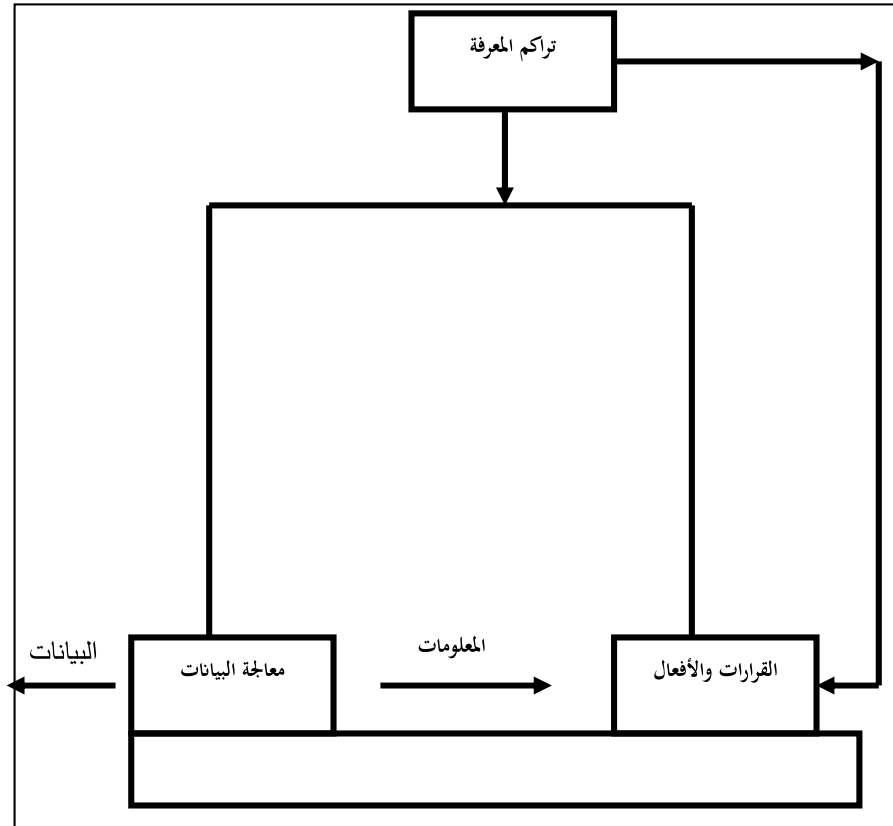 تراكم المعرفة
المعلومات
البيانات
القرارات والأفعال
معالجة البيانات